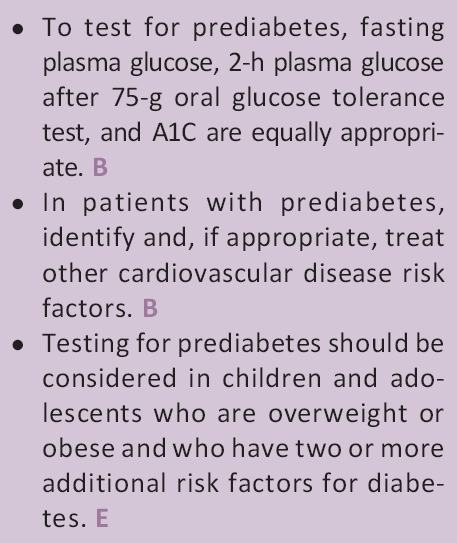 • To test for prediabetes, fasting
plasma glucose, 2-h plasma glucose
after 75-g oral glucose tolerance
test, and A1C are equally appropri-
ate. B
• In patients with prediabetes,
identify and, if appropriate, treat
other cardiovascular disease risk
factors. B
• Testing for prediabetes should be
considered in children and ado-
lescents who are overweight or
obese and who have two or more
additional risk factors for diabe-
tes. E